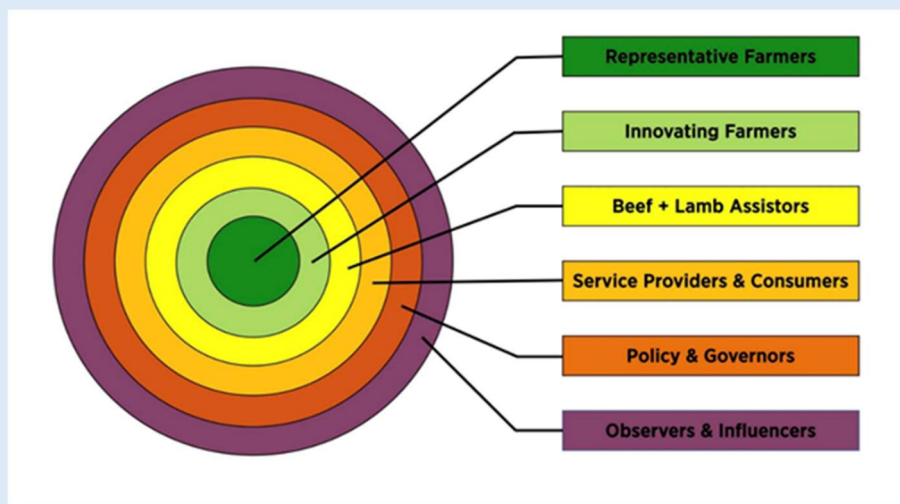 Representative Farmers
Innovating Farmers
Beef + Lamb Assistors
Service Providers & Consumers
Policy & Governors
Observers & Influencers